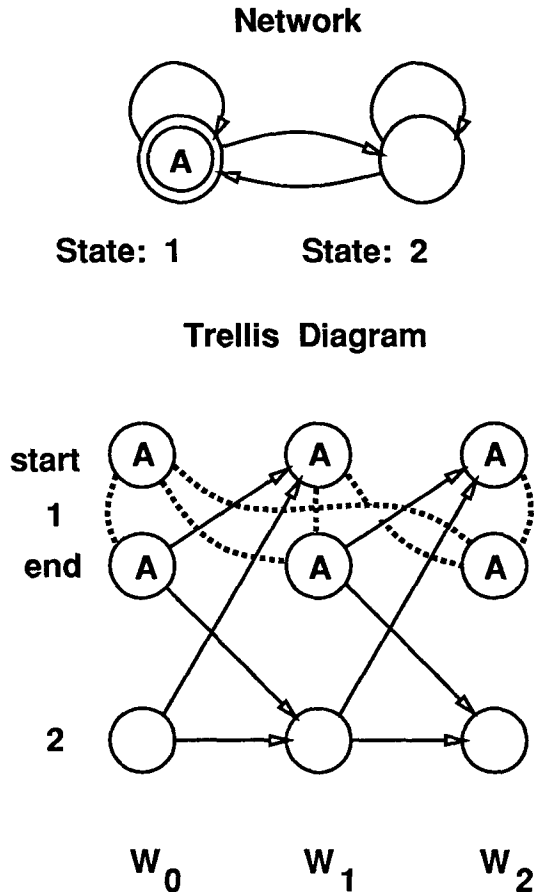 Network
A
State: 1 State: 2
Trellis Diagram
start A A A
1
end A A A
2
W0 W1 W2